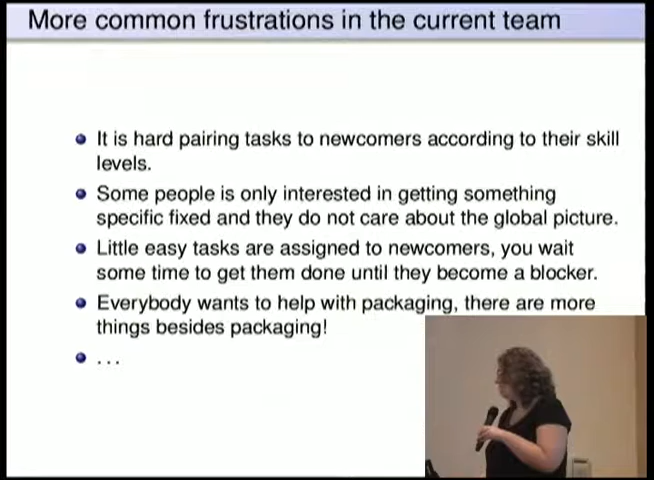 More common frustrations in the current team
It is hard pairing tasks to newcomers according to their skill
levels.
Some people is only interested in getting something
specific fixed and they do not care about the global picture.
Little easy tasks are assigned to newcomers, you wait
some time to get them done until they become a blocker.
Everybody wants to help with packaging, there are more
things besides packaging!
...